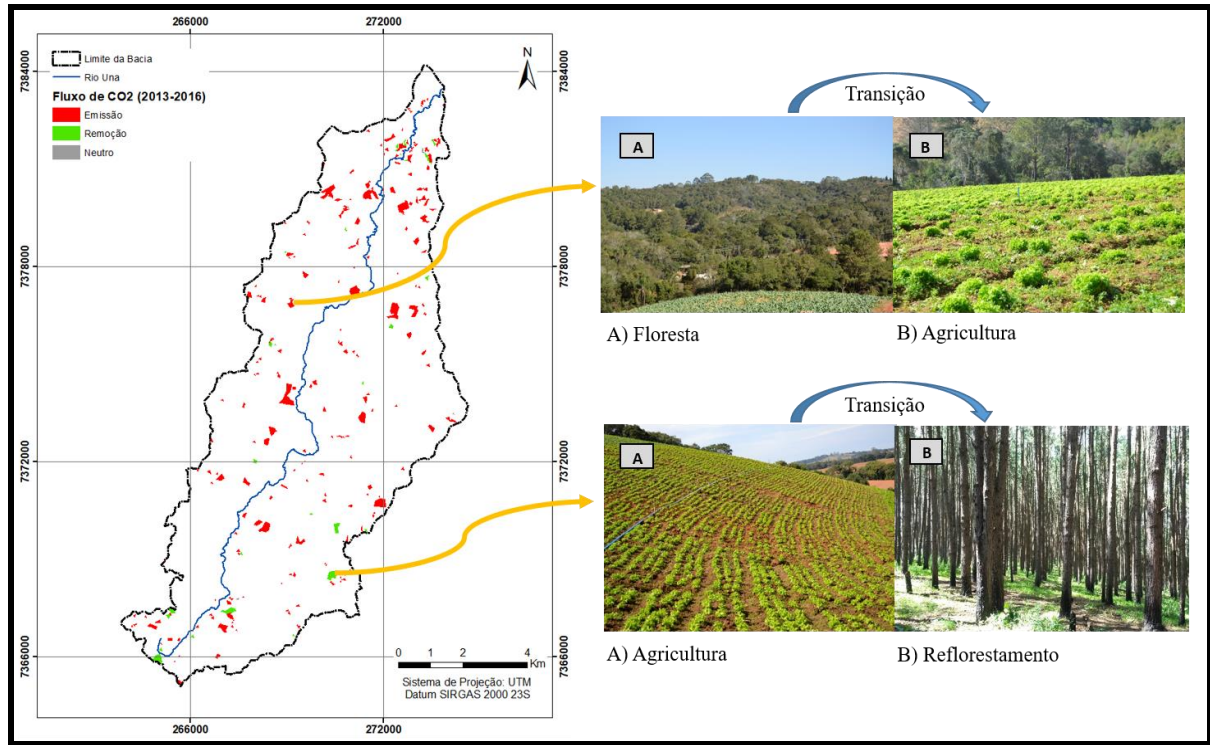 266000
272000
7384000
7384000
Limite da Bacia
Rio Una
Fluxo de CO2 (2013-2016)
Emissão
Remoção
Neutro
N
7378000
7378000
7372000
7372000
7366000
7366000
0 1 2 4
Km
Sistema de Projeção: UTM
Datum SIRGAS 2000 23S
266000
272000
Transição
A
B
A) Floresta
B) Agricultura
Transição
A
B
A) Agricultura
B) Reflorestamento